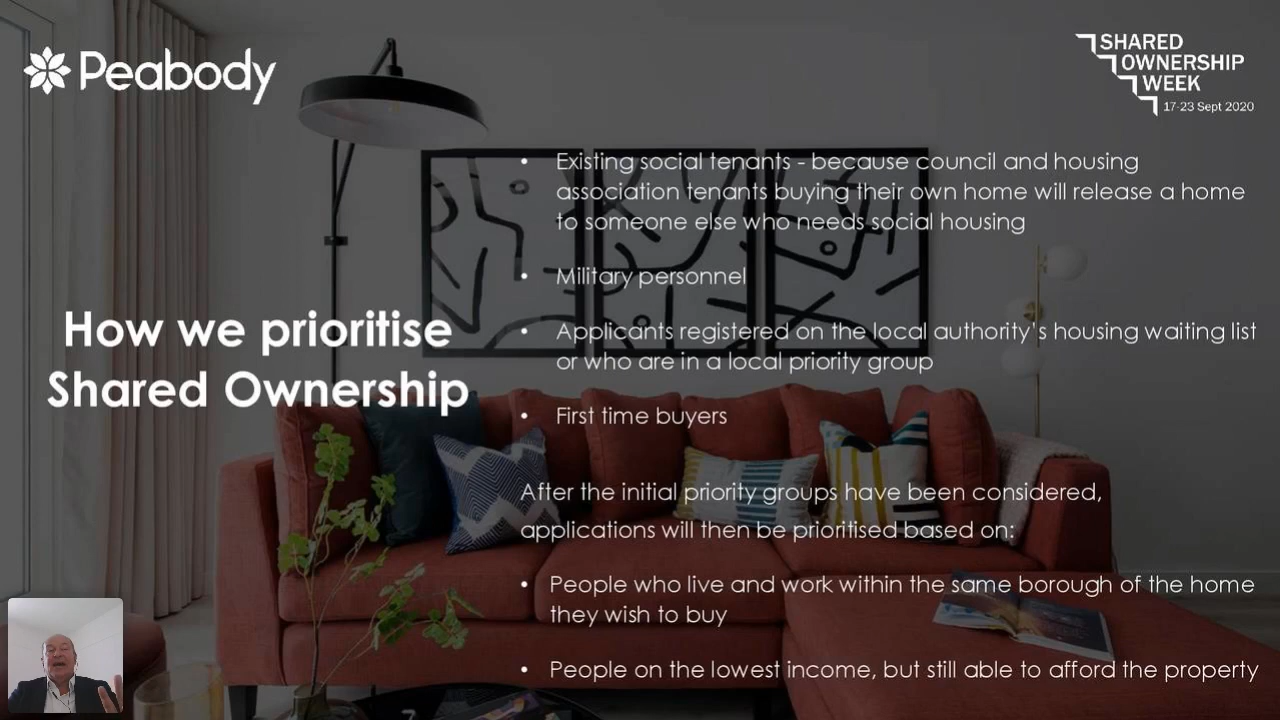 Peabody
SHARED
OWNERSHIP
WEEK
17-23 Sept 2020
How we prioritise
Shared Ownership
• Existing social tenants - because council and housing
association tenants buying their own home will release a home
to someone else who needs social housing
• Military personnel
• Applicants registered on the local authority's housing waiting list
or who are in a local priority group
• First time buyers
After the initial priority groups have been considered,
applications will then be prioritised based on:
• People who live and work within the same borough of the home
they wish to buy
• People on the lowest income, but still able to afford the property